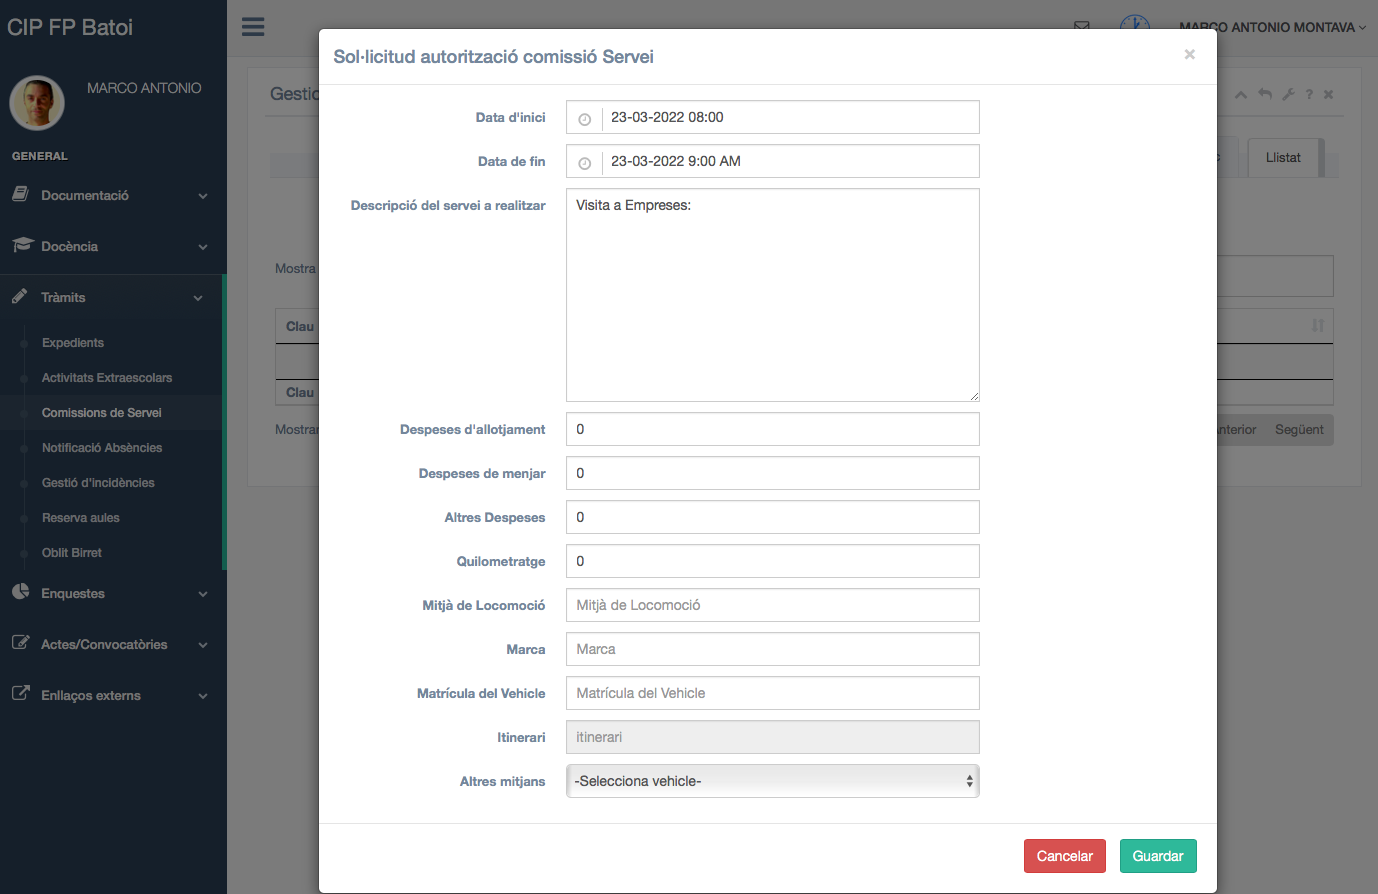 CIP FP Batoi
MARCO ANTONIO MONTAVA
MARCO ANTONIO
GENERAL
Documentació
Docència
Tràmits
Expedients
Activitats Extraescolars
Comissions de Servei
Notificació Absències
Gestió d'incidències
Reserva aules
Oblit Birret
Enquestes
Actes/Convocatòries
Enllaços externs
Llistat
Mostra
Clau
Clau
Següent
Sol·licitud autorització comissió Servei
×
Data d'inici
23-03-2022 08:00
Data de fin
23-03-2022 9:00 AM
Descripció del servei a realitzar
Visita a Empreses:
Despeses d'allotjament
0
Despeses de menjar
0
Altres Despeses
0
Quilometratge
0
Mitjà de Locomoció
Mitjà de Locomoció
Marca
Marca
Matrícula del Vehicle
Matrícula del Vehicle
Itinerari
itinerari
Altres mitjans
-Selecciona vehicle-
Cancelar
Guardar